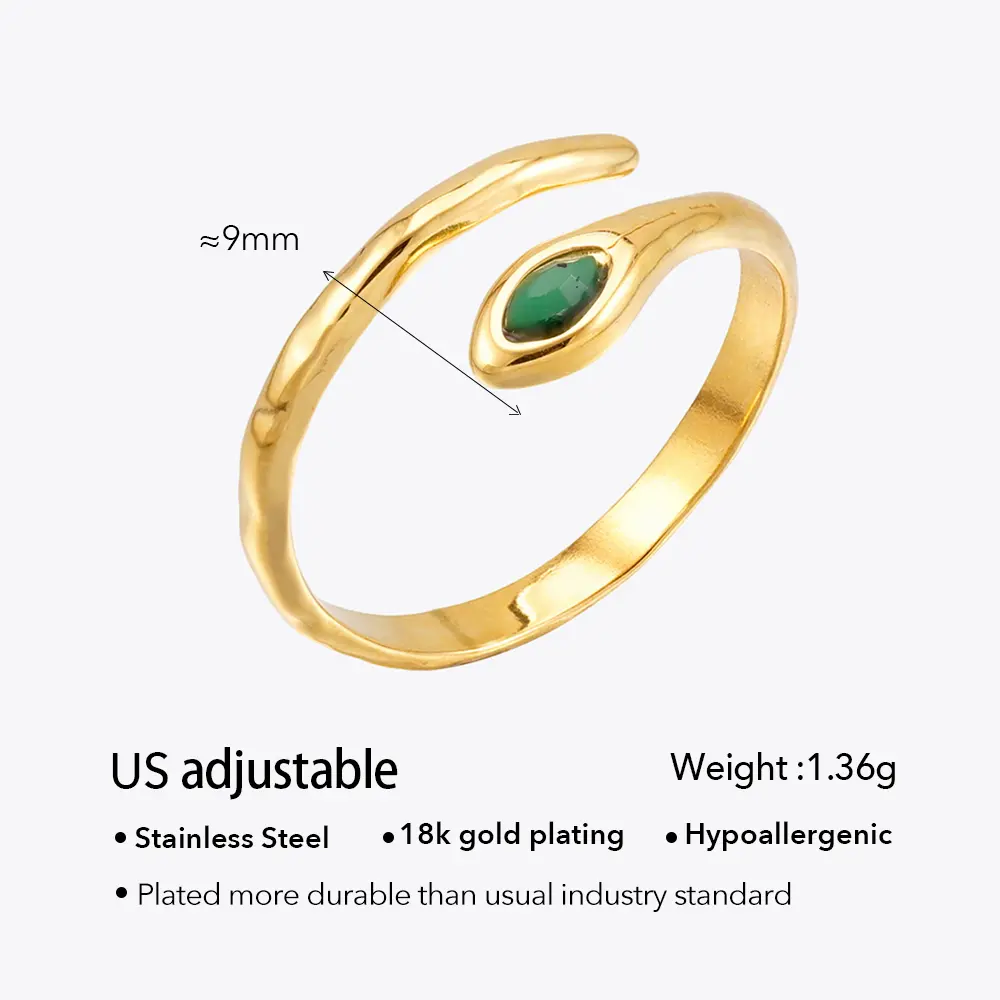 ≈9mm
US adjustable
Weight :1.36g
• Stainless Steel
• 18k gold plating
• Hypoallergenic
• Plated more durable than usual industry standard